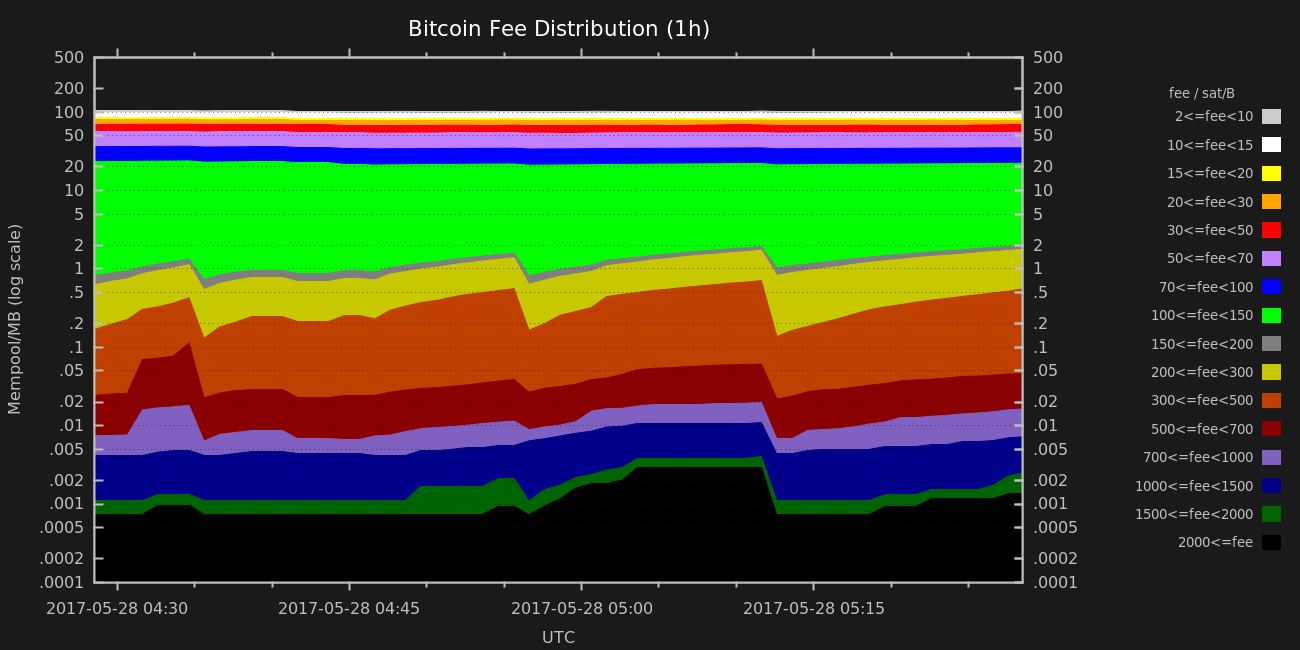 Bitcoin Fee Distribution (1h)
500
200
100
50
20
10
5
2
1
.5
.2
.1
.05
.02
.01
.005
.002
.001
.0005
.0002
.0001
Mempool/MB (log scale)
500
200
100
50
20
10
5
2
1
.5
.2
.1
.05
.02
.01
.005
.002
.001
.0005
.0002
.0001
2017-05-28 04:30
2017-05-28 04:45
2017-05-28 05:00
2017-05-28 05:15
UTC
fee / sat/B
2<=fee<10
10<=fee<15
15<=fee<20
20<=fee<30
30<=fee<50
50<=fee<70
70<=fee<100
100<=fee<150
150<=fee<200
200<=fee<300
300<=fee<500
500<=fee<700
700<=fee<1000
1000<=fee<1500
1500<=fee<2000
2000<=fee